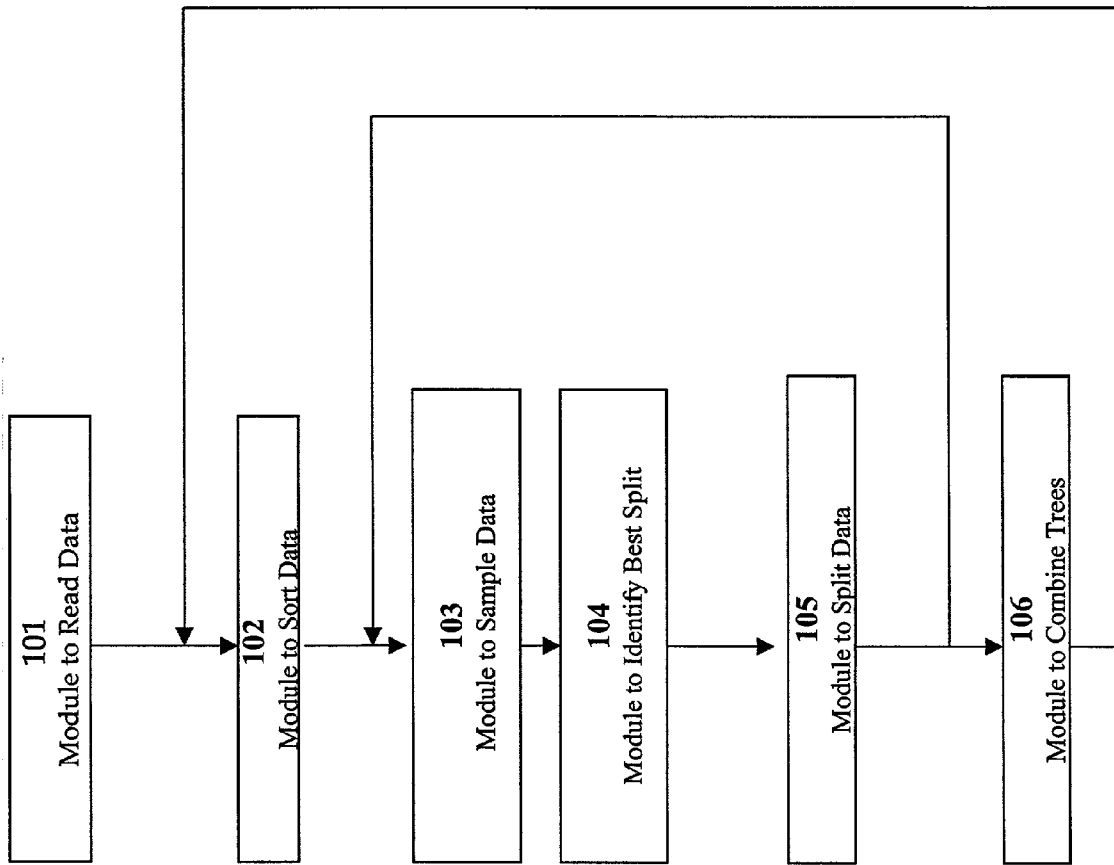 101
Module to Read Data
102
Module to Sort Data
103
Module to Sample Data
104
Module to Identify Best Split
105
Module to Split Data
106
Module to Combine Trees